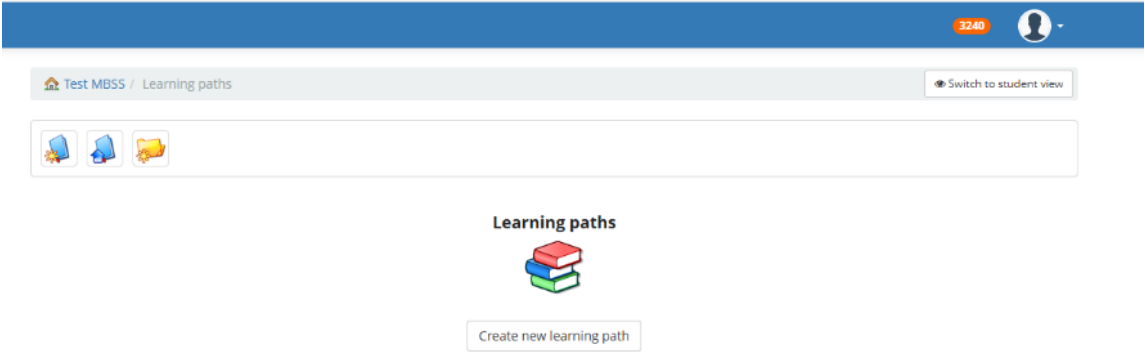 3240
Test MBSS / Learning paths
Switch to student view
Learning paths
Create new learning path